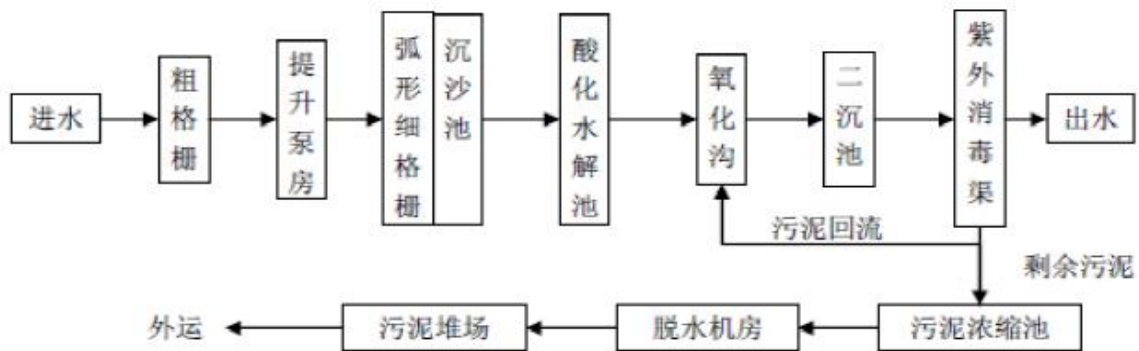 进水
粗格栅
提升泵房
弧形细格栅
沉沙池
酸化水解池
氧化沟
二沉池
紫外消毒渠
出水
污泥回流
剩余污泥
外运
污泥堆场
脱水机房
污泥浓缩池